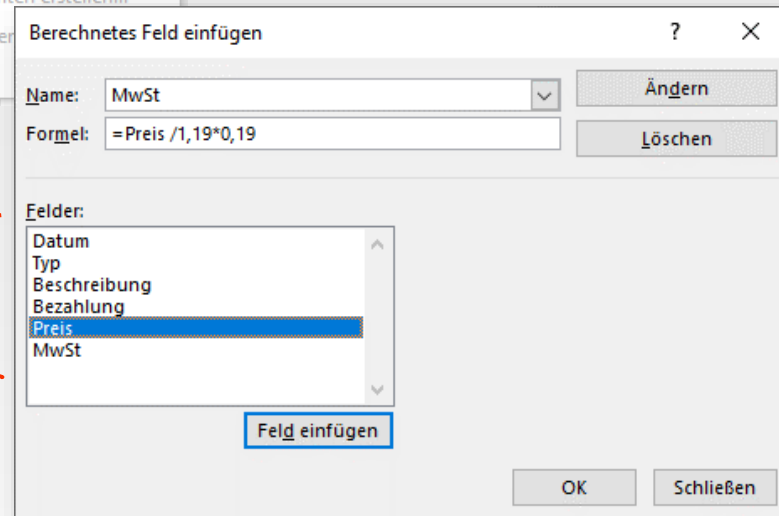 Berechnetes Feld einfügen ? ×
Name: MwSt Ändern
Formel: =Preis /1,19*0,19 Löschen
Felder:
Datum
Typ
Beschreibung
Bezahlung
Preis
MwSt
Feld einfügen
OK Schließen